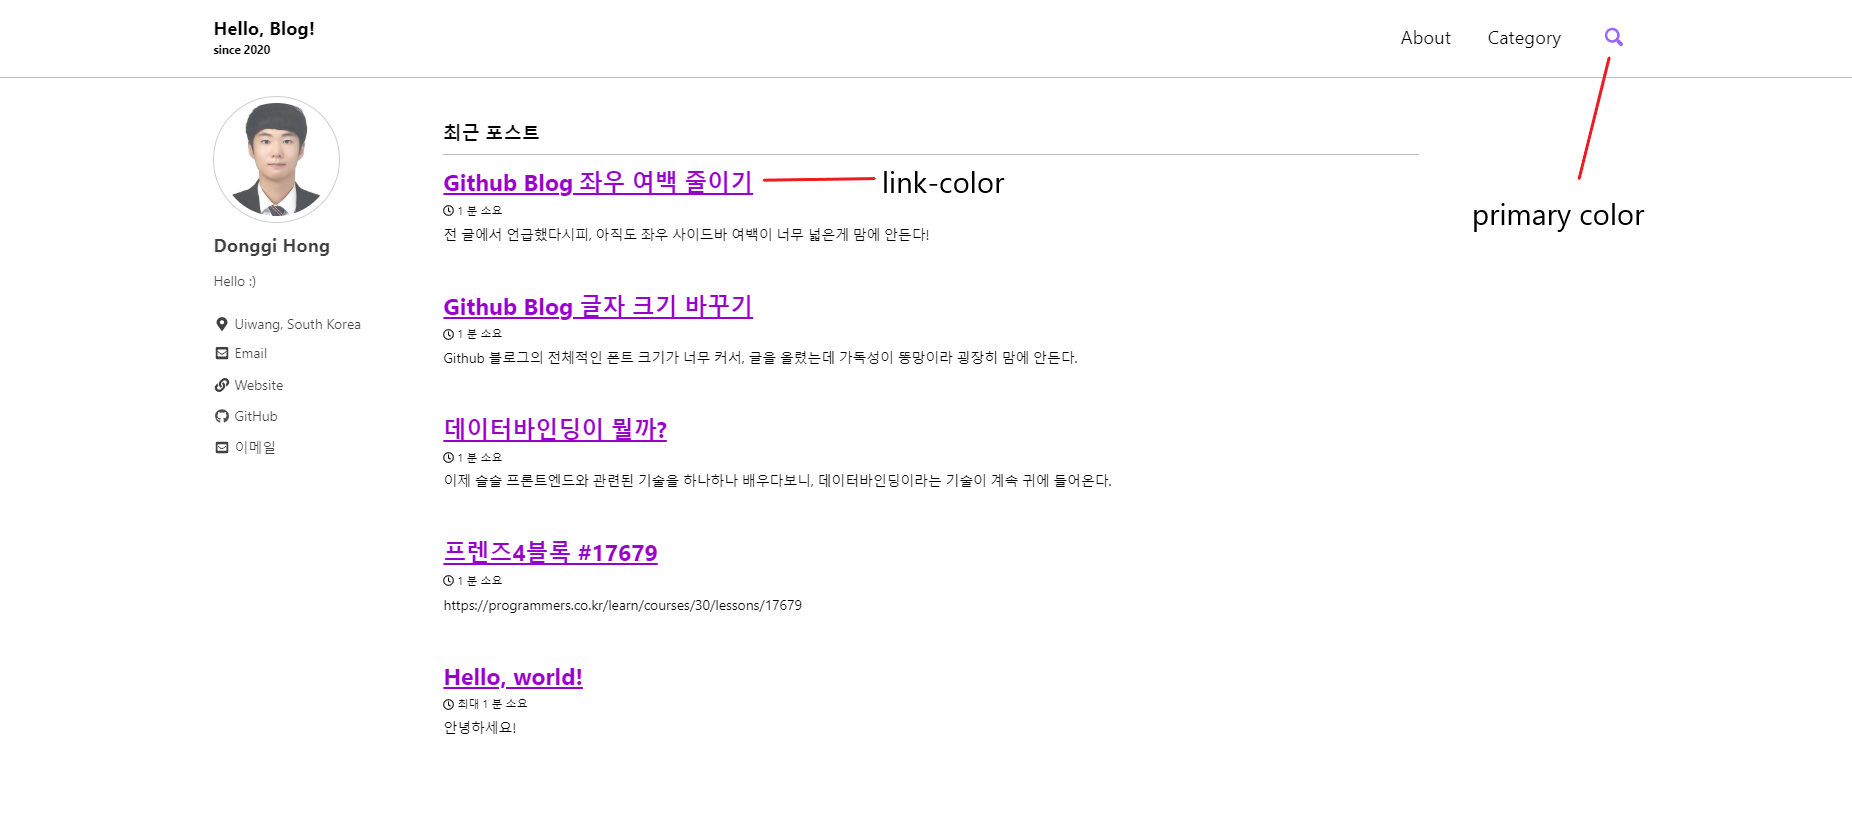 Hello, Blog!
since 2020
About
Category
Donggi Hong
Hello :)
Uiwang, South Korea
Email
Website
GitHub
이메일
최근 포스트
Github Blog 좌우 여백 줄이기
link-color
primary color
1 분 소요
전 글에서 언급했다시피, 아직도 좌우 사이드바 여백이 너무 넓은게 맘에 안든다!
Github Blog 글자 크기 바꾸기
1 분 소요
Github 블로그의 전체적인 폰트 크기가 너무 커서, 글을 올렸는데 가독성이 똥망이라 굉장히 맘에 안든다.
데이터바인딩이 뭘까?
1 분 소요
이제 슬슬 프론트엔드와 관련된 기술을 하나하나 배우다보니, 데이터바인딩이라는 기술이 계속 귀에 들어온다.
프렌즈4블록 #17679
1 분 소요
https://programmers.co.kr/learn/courses/30/lessons/17679
Hello, world!
최대 1 분 소요
안녕하세요!